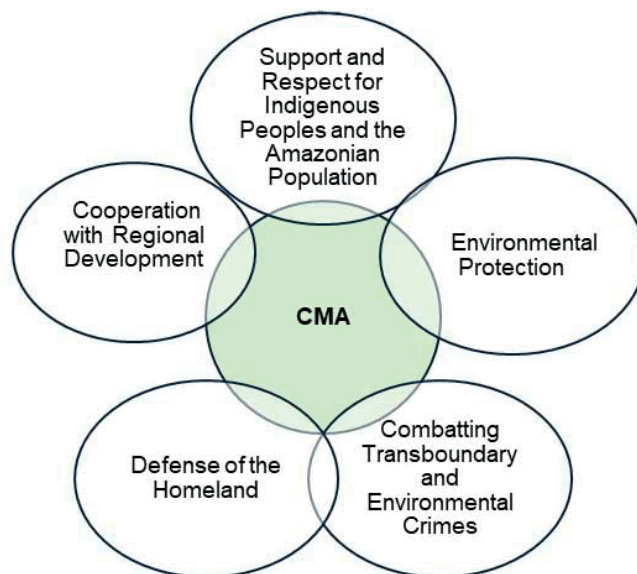 Support and
Respect for
Indigenous
Peoples and the
Amazonian
Population
Cooperation
with Regional
Development
Environmental
Protection
CMA
Defense of the
Homeland
Combatting
Transboundary
and
Environmental
Crimes